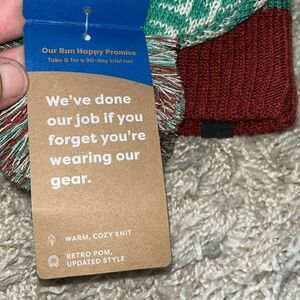 Our Run Happy Promise
Take it for a 90-day trial run
We've done
our job if you
forget you're
wearing our
gear.
WARM, COZY KNIT
RETRO POM,
UPDATED STYLE